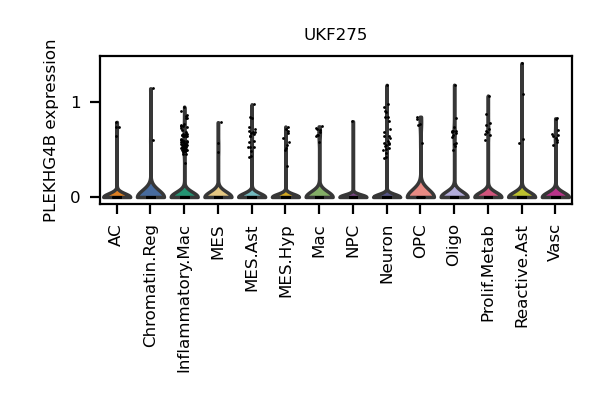 UKF275
PLEKHG4B expression
1
0
AC
Chromatin.Reg
Inflammatory.Mac
MES
MES.Ast
MES.Hyp
Mac
NPC
Neuron
OPC
Oligo
Prolif.Metab
Reactive.Ast
Vasc